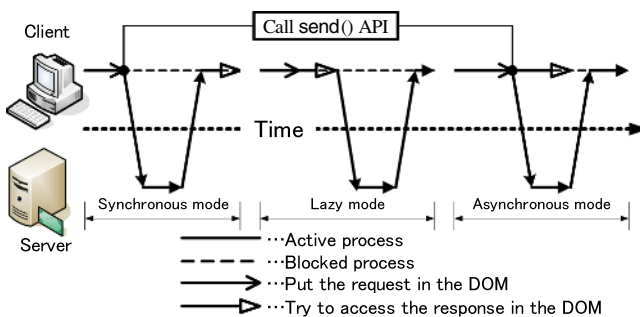 Client
Call send() API
Time
Server
Synchronous mode
Lazy mode
Asynchronous mode
…Active process
…Blocked process
…Put the request in the DOM
…Try to access the response in the DOM